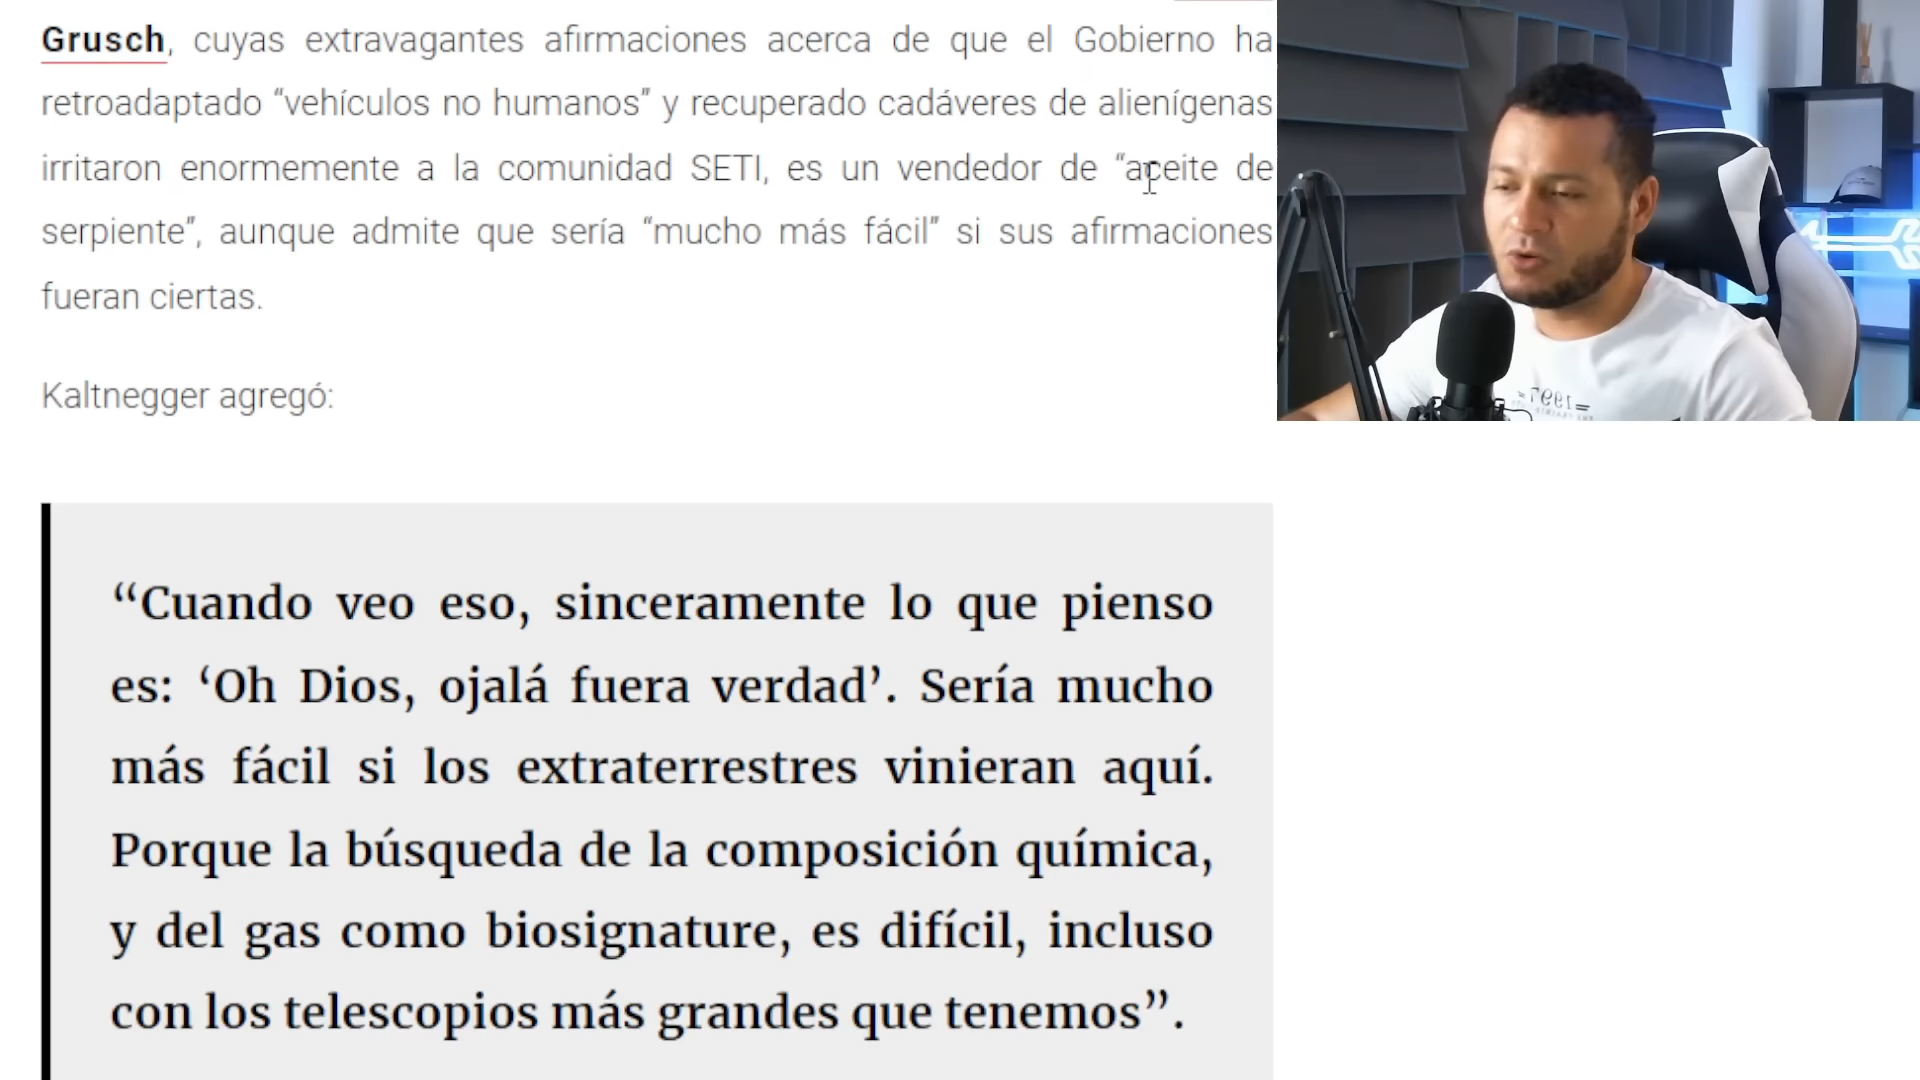 Grusch, cuyas extravagantes afirmaciones acerca de que el Gobierno ha
retroadaptado “vehículos no humanos” y recuperado cadáveres de alienígenas
irritaron enormemente a la comunidad SETI, es un vendedor de “aceite de
serpiente”, aunque admite que sería “mucho más fácil” si sus afirmaciones
fueran ciertas.
Kaltnegger agregó:
“Cuando veo eso, sinceramente lo que pienso
es: ‘Oh Dios, ojalá fuera verdad’. Sería mucho
más fácil si los extraterrestres vinieran aquí.
Porque la búsqueda de la composición química,
y del gas como biosignature, es difícil, incluso
con los telescopios más grandes que tenemos”.
=1997=